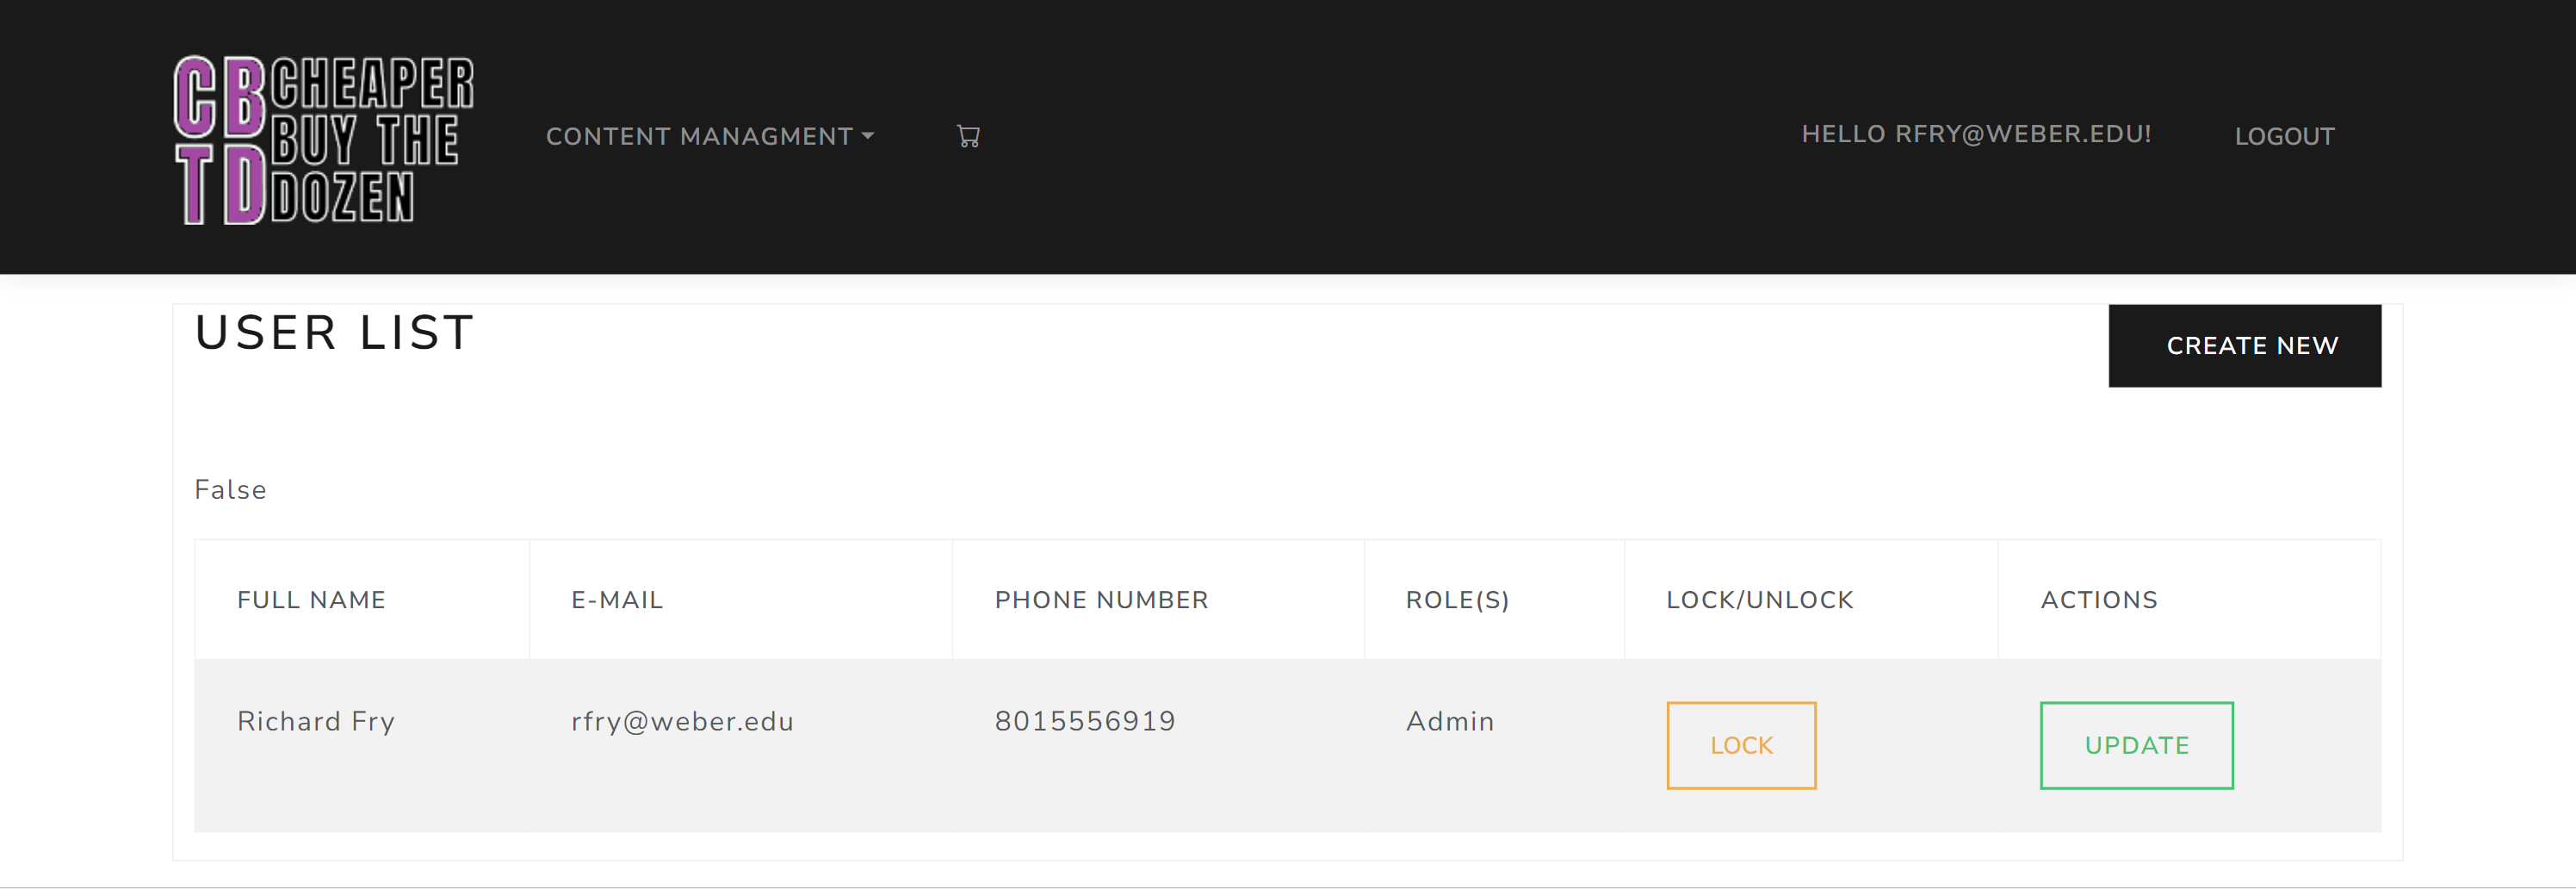 CB CHEAPER
BUY THE
TD DOZEN
CONTENT MANAGMENT
HELLO RFRY@WEBER.EDU!
LOGOUT
USER LIST
CREATE NEW
False
FULL NAME E-MAIL PHONE NUMBER ROLE(S) LOCK/UNLOCK ACTIONS
Richard Fry rfry@weber.edu 8015556919 Admin LOCK UPDATE